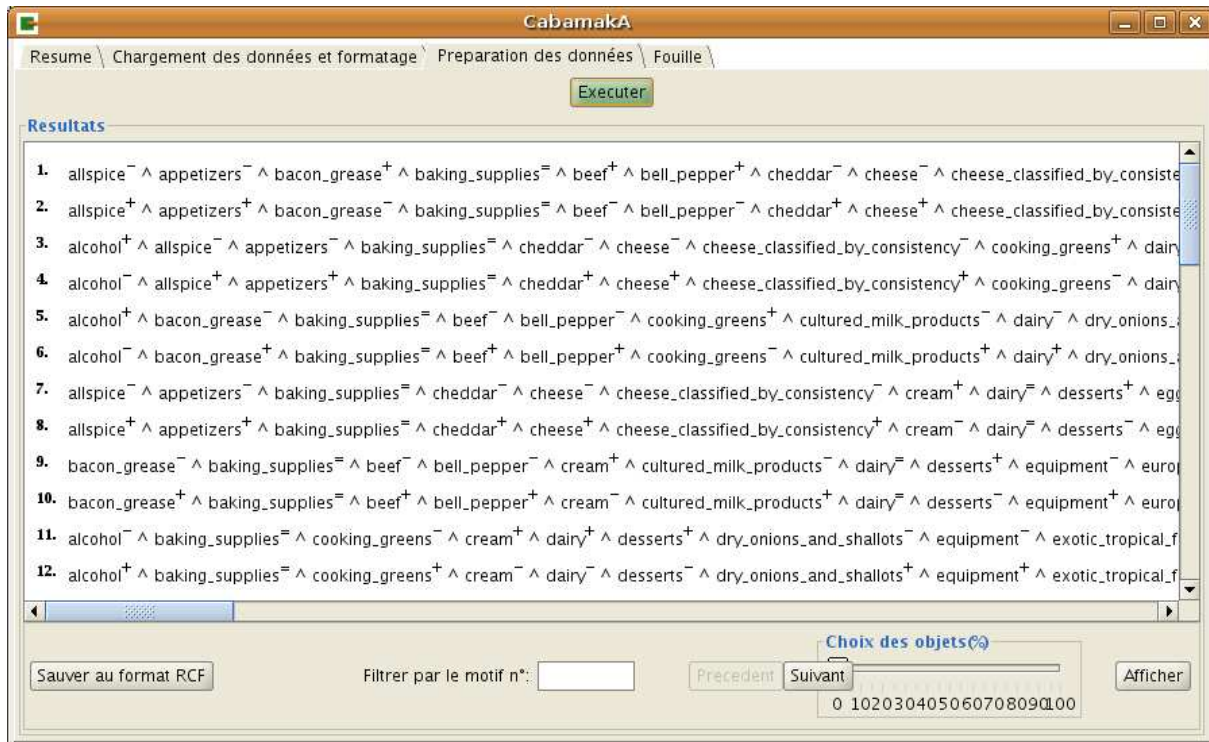 CabamakA
Resume \ Chargement des données et formatage \ Preparation des données \ Fouille \
Executer
Resultats
1. allspice⁻ ^ appetizers⁻ ^ bacon_grease⁺ ^ baking_supplies⁼ ^ beef⁺ ^ bell_pepper⁺ ^ cheddar⁻ ^ cheese⁻ ^ cheese_classified_by_consiste
2. allspice⁺ ^ appetizers⁺ ^ bacon_grease⁻ ^ baking_supplies⁼ ^ beef⁻ ^ bell_pepper⁻ ^ cheddar⁺ ^ cheese⁺ ^ cheese_classified_by_consiste
3. alcohol⁺ ^ allspice⁻ ^ appetizers⁻ ^ baking_supplies⁼ ^ cheddar⁻ ^ cheese⁻ ^ cheese_classified_by_consistency⁻ ^ cooking_greens⁺ ^ dairy
4. alcohol⁻ ^ allspice⁺ ^ appetizers⁺ ^ baking_supplies⁼ ^ cheddar⁺ ^ cheese⁺ ^ cheese_classified_by_consistency⁺ ^ cooking_greens⁻ ^ dairy
5. alcohol⁺ ^ bacon_grease⁻ ^ baking_supplies⁼ ^ beef⁻ ^ bell_pepper⁻ ^ cooking_greens⁺ ^ cultured_milk_products⁻ ^ dairy⁻ ^ dry_onions_
6. alcohol⁻ ^ bacon_grease⁺ ^ baking_supplies⁼ ^ beef⁺ ^ bell_pepper⁺ ^ cooking_greens⁻ ^ cultured_milk_products⁺ ^ dairy⁺ ^ dry_onions_
7. allspice⁻ ^ appetizers⁻ ^ baking_supplies⁼ ^ cheddar⁻ ^ cheese⁻ ^ cheese_classified_by_consistency⁻ ^ cream⁺ ^ dairy⁼ ^ desserts⁺ ^ egg
8. allspice⁺ ^ appetizers⁺ ^ baking_supplies⁼ ^ cheddar⁺ ^ cheese⁺ ^ cheese_classified_by_consistency⁺ ^ cream⁻ ^ dairy⁼ ^ desserts⁻ ^ egg
9. bacon_grease⁻ ^ baking_supplies⁼ ^ beef⁻ ^ bell_pepper⁻ ^ cream⁺ ^ cultured_milk_products⁻ ^ dairy⁼ ^ desserts⁺ ^ equipment⁻ ^ europ
10. bacon_grease⁺ ^ baking_supplies⁼ ^ beef⁺ ^ bell_pepper⁺ ^ cream⁻ ^ cultured_milk_products⁺ ^ dairy⁼ ^ desserts⁻ ^ equipment⁺ ^ europ
11. alcohol⁻ ^ baking_supplies⁼ ^ cooking_greens⁻ ^ cream⁺ ^ dairy⁺ ^ desserts⁺ ^ dry_onions_and_shallots⁻ ^ equipment⁻ ^ exotic_tropical_f
12. alcohol⁺ ^ baking_supplies⁼ ^ cooking_greens⁺ ^ cream⁻ ^ dairy⁻ ^ desserts⁻ ^ dry_onions_and_shallots⁺ ^ equipment⁺ ^ exotic_tropical_f
Choix des objets(%)
Sauver au format RCF Filtrer par le motif n°: Precedent Suivant Afficher
0 102030405060708090100